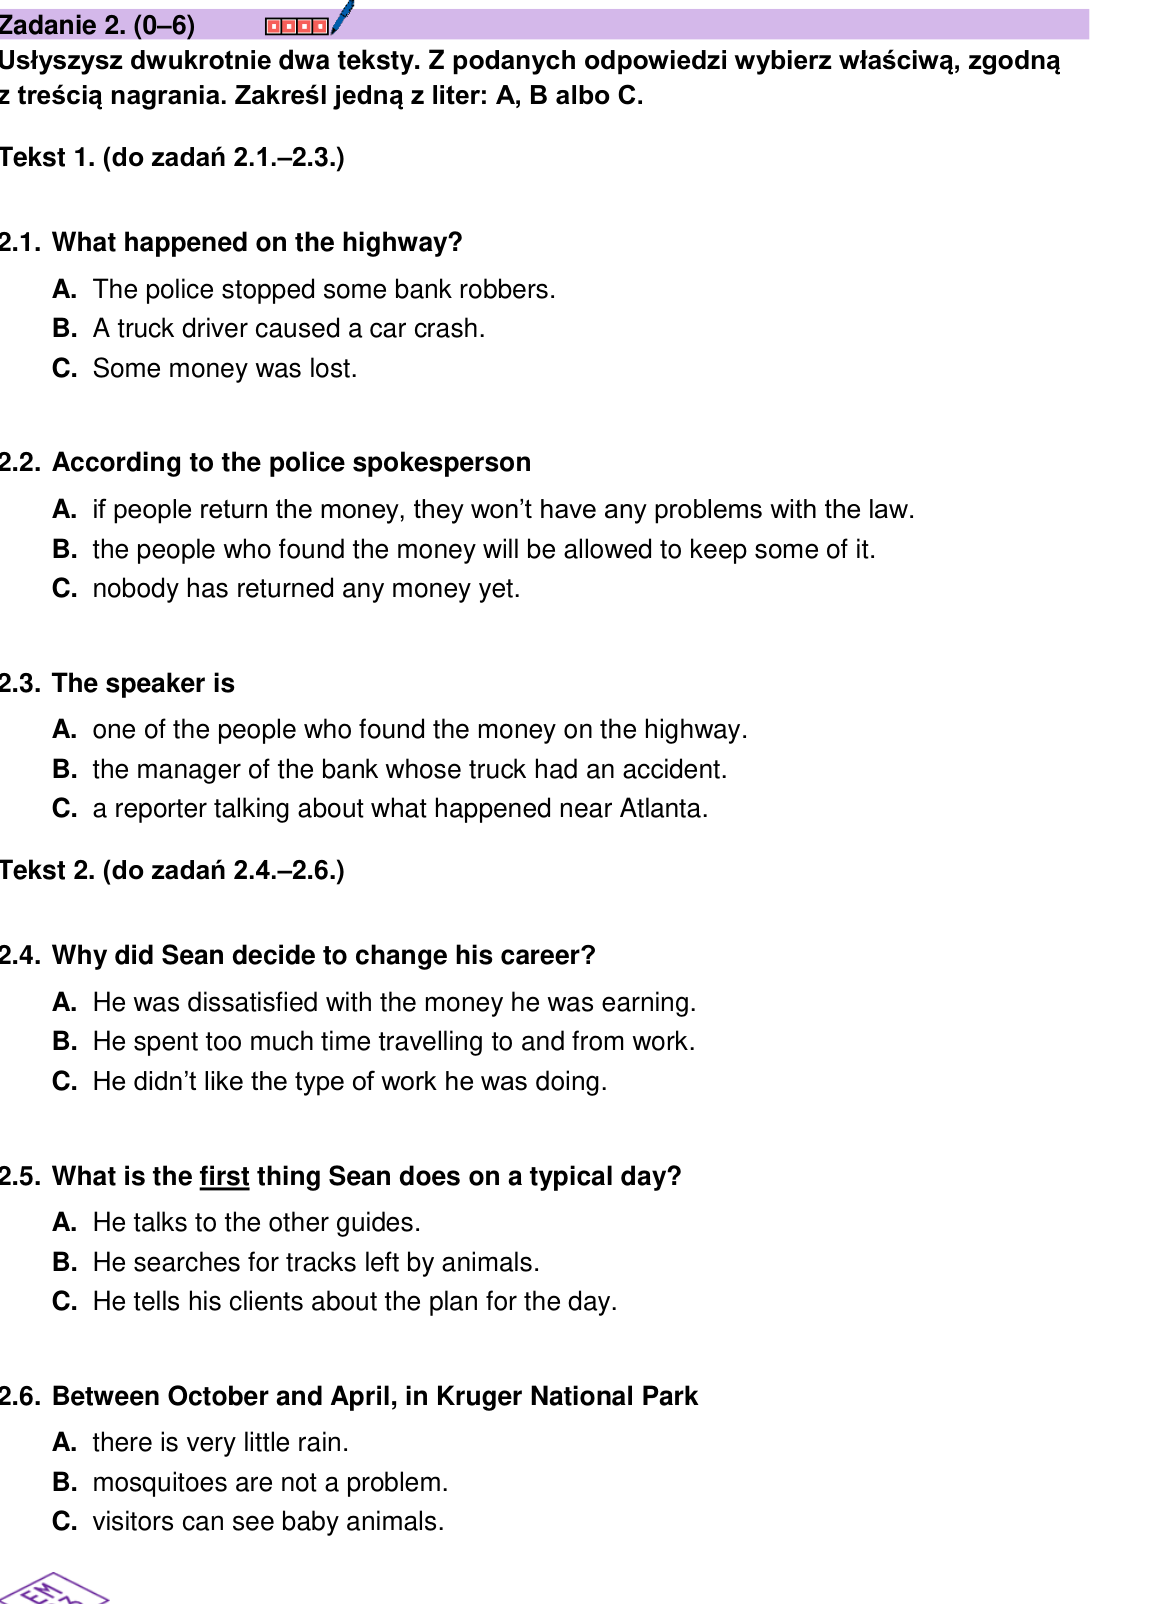 Zadanie 2. (0–6)
Usłyszysz dwukrotnie dwa teksty. Z podanych odpowiedzi wybierz właściwą, zgodną
z treścią nagrania. Zakreśl jedną z liter: A, B albo C.
Tekst 1. (do zadań 2.1.–2.3.)
2.1. What happened on the highway?
A. The police stopped some bank robbers.
B. A truck driver caused a car crash.
C. Some money was lost.
2.2. According to the police spokesperson
A. if people return the money, they won’t have any problems with the law.
B. the people who found the money will be allowed to keep some of it.
C. nobody has returned any money yet.
2.3. The speaker is
A. one of the people who found the money on the highway.
B. the manager of the bank whose truck had an accident.
C. a reporter talking about what happened near Atlanta.
Tekst 2. (do zadań 2.4.–2.6.)
2.4. Why did Sean decide to change his career?
A. He was dissatisfied with the money he was earning.
B. He spent too much time travelling to and from work.
C. He didn’t like the type of work he was doing.
2.5. What is the first thing Sean does on a typical day?
A. He talks to the other guides.
B. He searches for tracks left by animals.
C. He tells his clients about the plan for the day.
2.6. Between October and April, in Kruger National Park
A. there is very little rain.
B. mosquitoes are not a problem.
C. visitors can see baby animals.